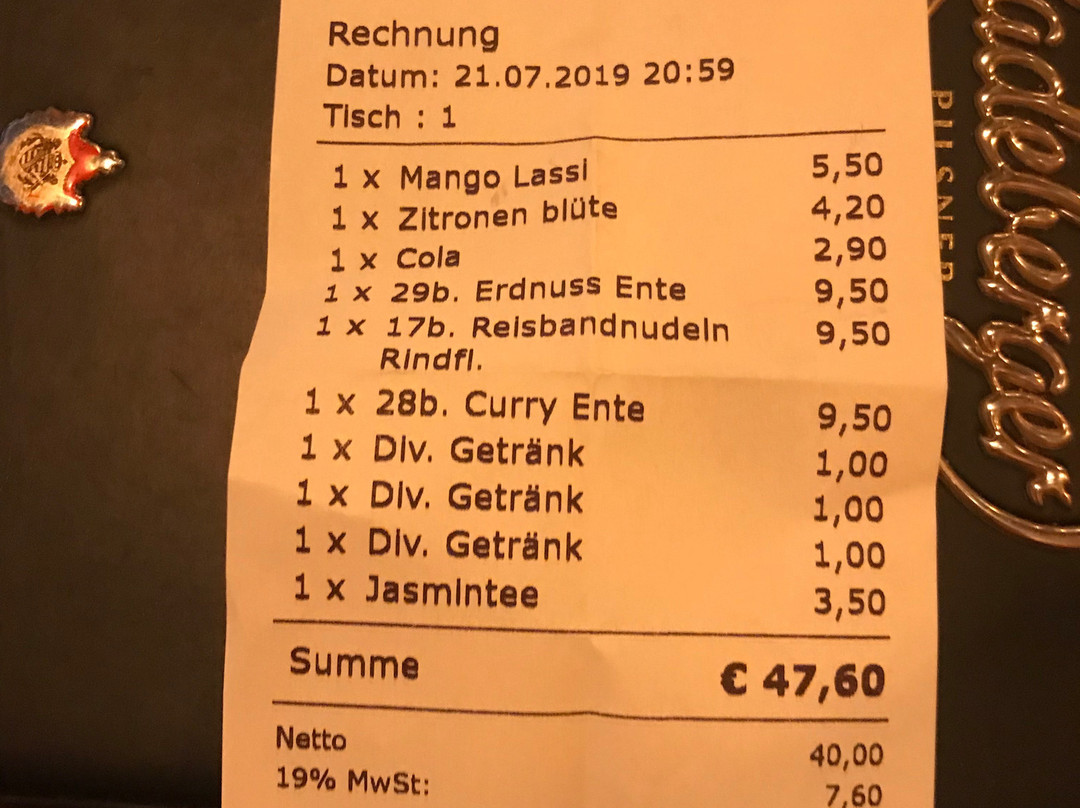 Rechnung
Datum: 21.07.2019 20:59
Tisch : 1
1 x Mango Lassi 5,50
1 x Zitronen blüte 4,20
1 x Cola 2,90
1 x 29b. Erdnuss Ente 9,50
1 x 17b. Reisbandnudeln 9,50
Rindfl.
1 x 28b. Curry Ente 9,50
1 x Div. Getränk 1,00
1 x Div. Getränk 1,00
1 x Div. Getränk 1,00
1 x Jasmintee 3,50
Summe € 47,60
Netto 40,00
19% MwSt: 7,60
PILSNER